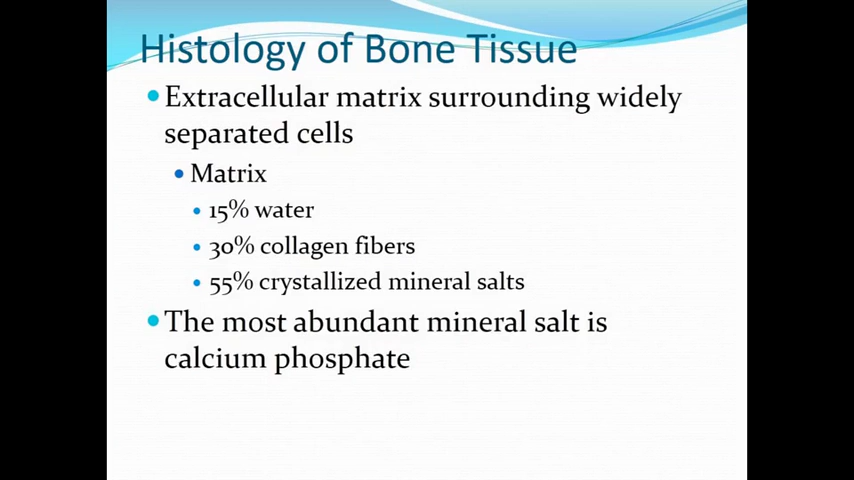 Histology of Bone Tissue
• Extracellular matrix surrounding widely
separated cells
• Matrix
• 15% water
• 30% collagen fibers
• 55% crystallized mineral salts
• The most abundant mineral salt is
calcium phosphate